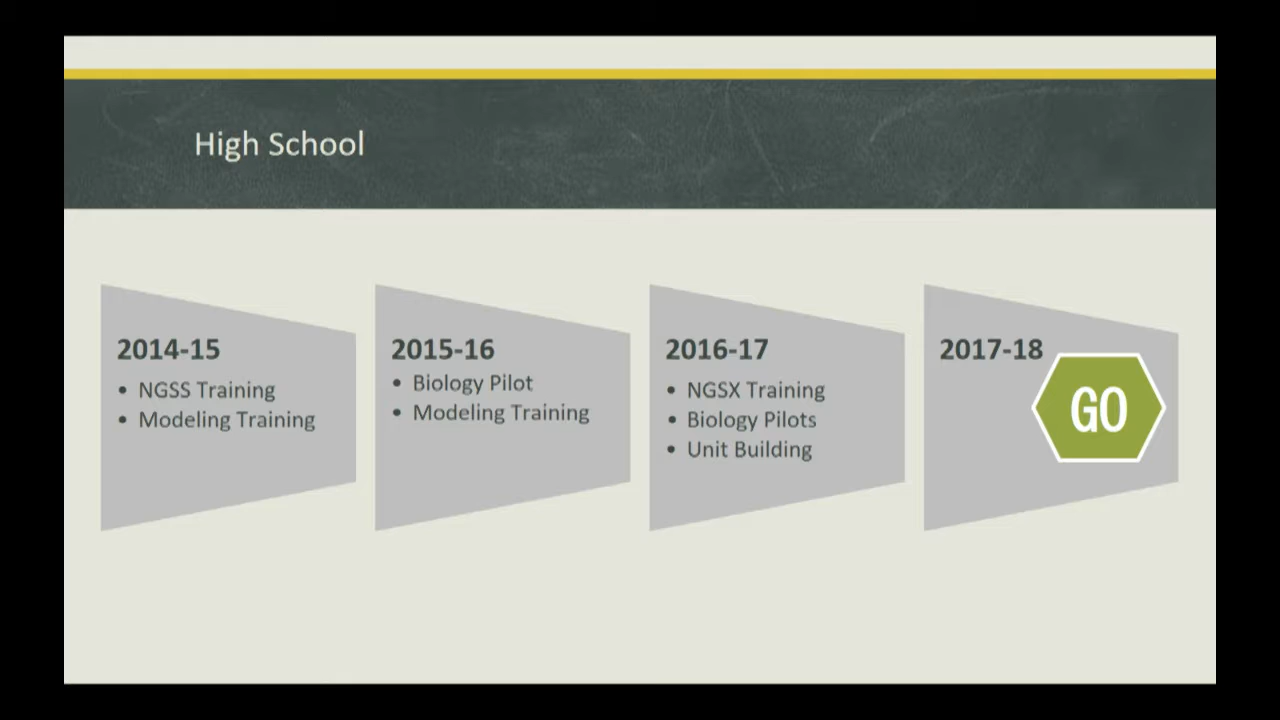 High School
2014-15
• NGSS Training
• Modeling Training
2015-16
• Biology Pilot
• Modeling Training
2016-17
• NGSX Training
• Biology Pilots
• Unit Building
2017-18
GO